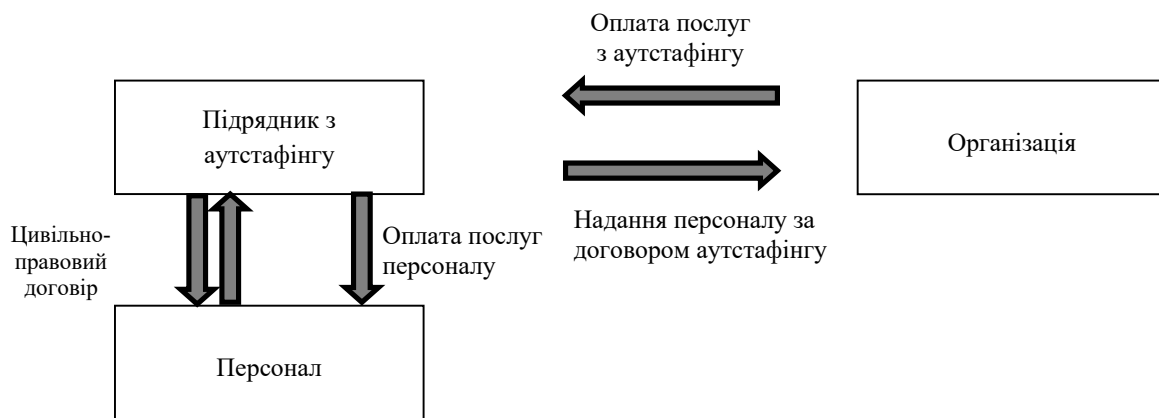 Оплата послуг
з аутстафінгу
Підрядник з
аутстафінгу
Організація
Надання персоналу за
договором аутстафінгу
Цивільно-
правовий
договір
Оплата послуг
персоналу
Персонал